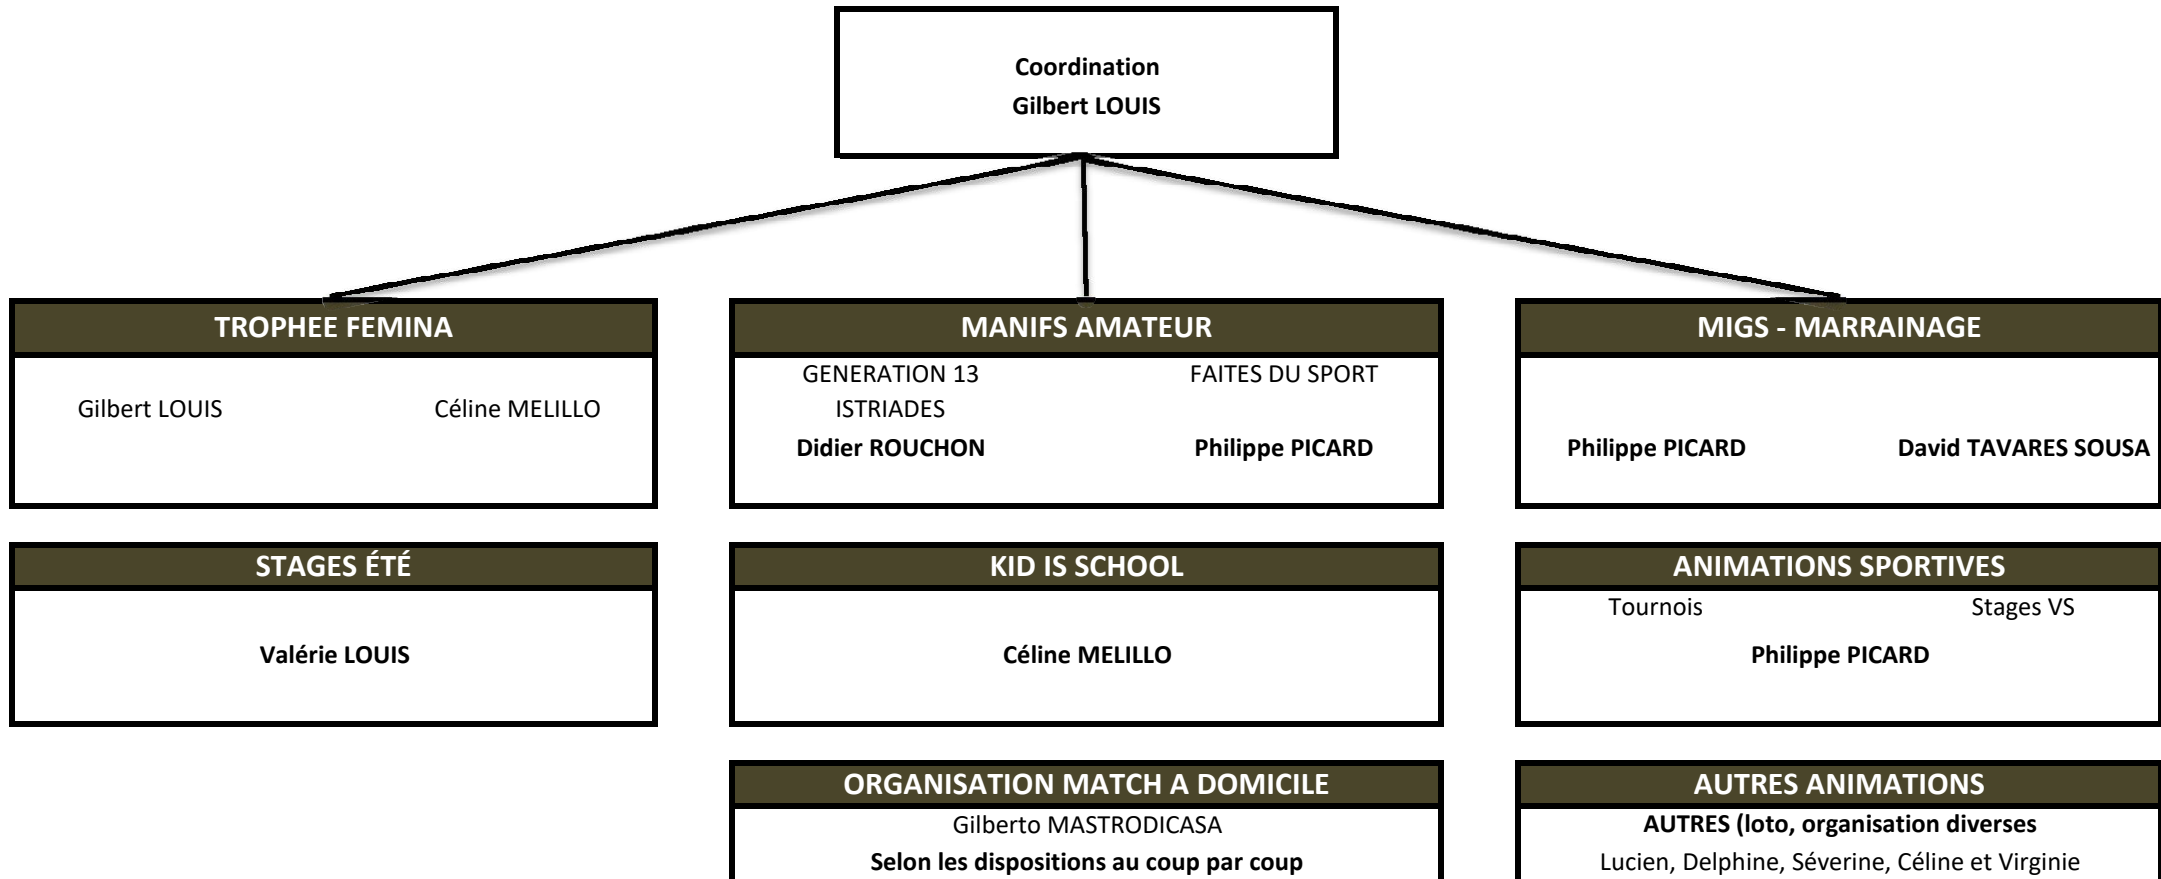 Coordination
Gilbert LOUIS
TROPHEE FEMINA
Gilbert LOUIS Céline MELILLO
MANIFS AMATEUR
GENERATION 13 FAITES DU SPORT
ISTRIADES
Didier ROUCHON Philippe PICARD
MIGS - MARRAINAGE
Philippe PICARD David TAVARES SOUSA
STAGES ÉTÉ
Valérie LOUIS
KID IS SCHOOL
Céline MELILLO
ANIMATIONS SPORTIVES
Tournois Stages VS
Philippe PICARD
ORGANISATION MATCH A DOMICILE
Gilberto MASTRODICASA
Selon les dispositions au coup par coup
AUTRES ANIMATIONS
AUTRES (loto, organisation diverses
Lucien, Delphine, Séverine, Céline et Virginie